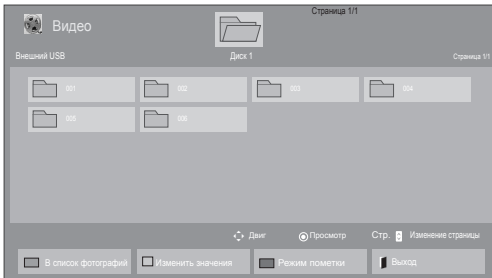 Страница 1/1
Видео
Внешний USB Диск 1 Страница 1/1
001 002 003 004
005 006
Двиг Просмотр Стр. Изменение страницы
В список фотографий Изменить значения Режим пометки Выход